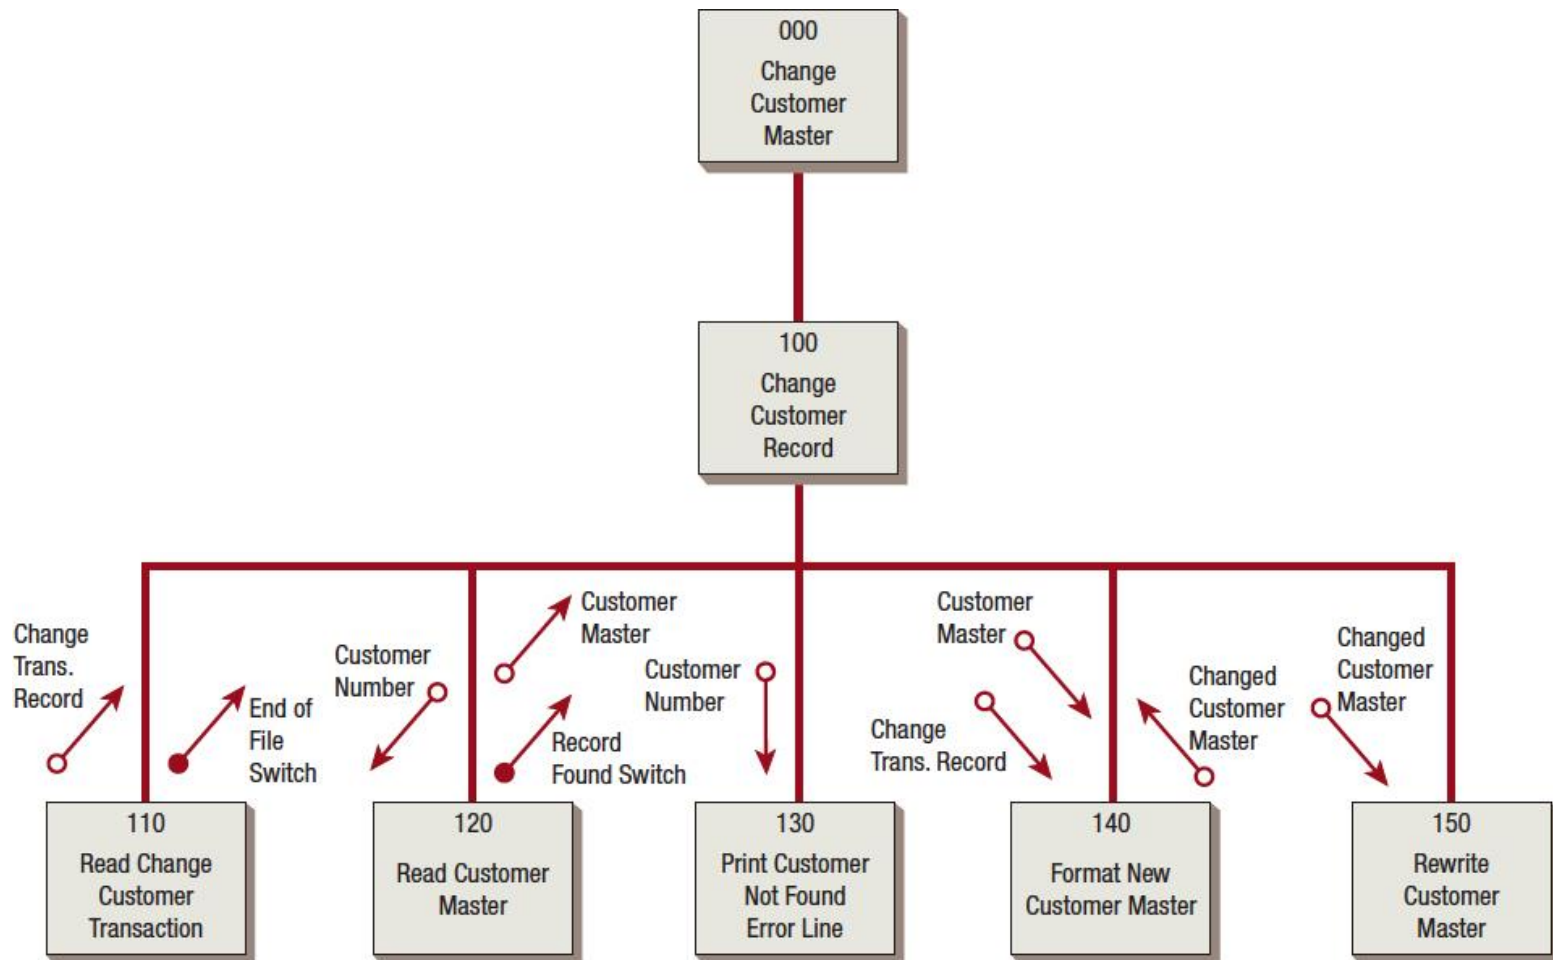 000
Change
Customer
Master
100
Change
Customer
Record
Change
Trans.
Record
End of
File
Switch
Customer
Number
Customer
Master
Record
Found Switch
Customer
Number
Customer
Master
Change
Trans. Record
Changed
Customer
Master
Changed
Customer
Master
110
Read Change
Customer
Transaction
120
Read Customer
Master
130
Print Customer
Not Found
Error Line
140
Format New
Customer Master
150
Rewrite
Customer
Master